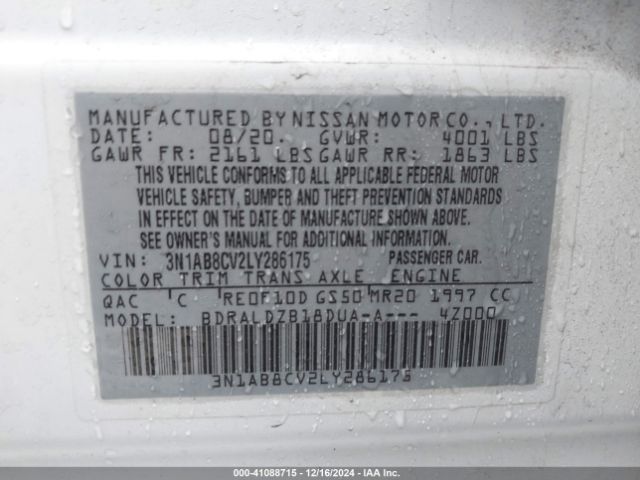 MANUFACTURED BY NISSAN MOTOR CO., LTD.
DATE: 08/20. GVWR: 4001 LBS
GAWR FR: 2161 LBS GAWR RR: 1863 LBS
THIS VEHICLE CONFORMS TO ALL APPLICABLE FEDERAL MOTOR
VEHICLE SAFETY, BUMPER AND THEFT PREVENTION STANDARDS
IN EFFECT ON THE DATE OF MANUFACTURE SHOWN ABOVE.
SEE OWNER'S MANUAL FOR ADDITIONAL INFORMATION.
VIN: 3N1AB8CV2LY286175 PASSENGER CAR.
COLOR TRIM TRANS AXLE ENGINE
QAC C RE0F10D GS50 MR20 1997 CC
MODEL: BDRALDZB18DUA-A--- 4Z000
3N1AB8CV2LY286175
# - 41088715 - 12/16/2024 - IAA Inc.